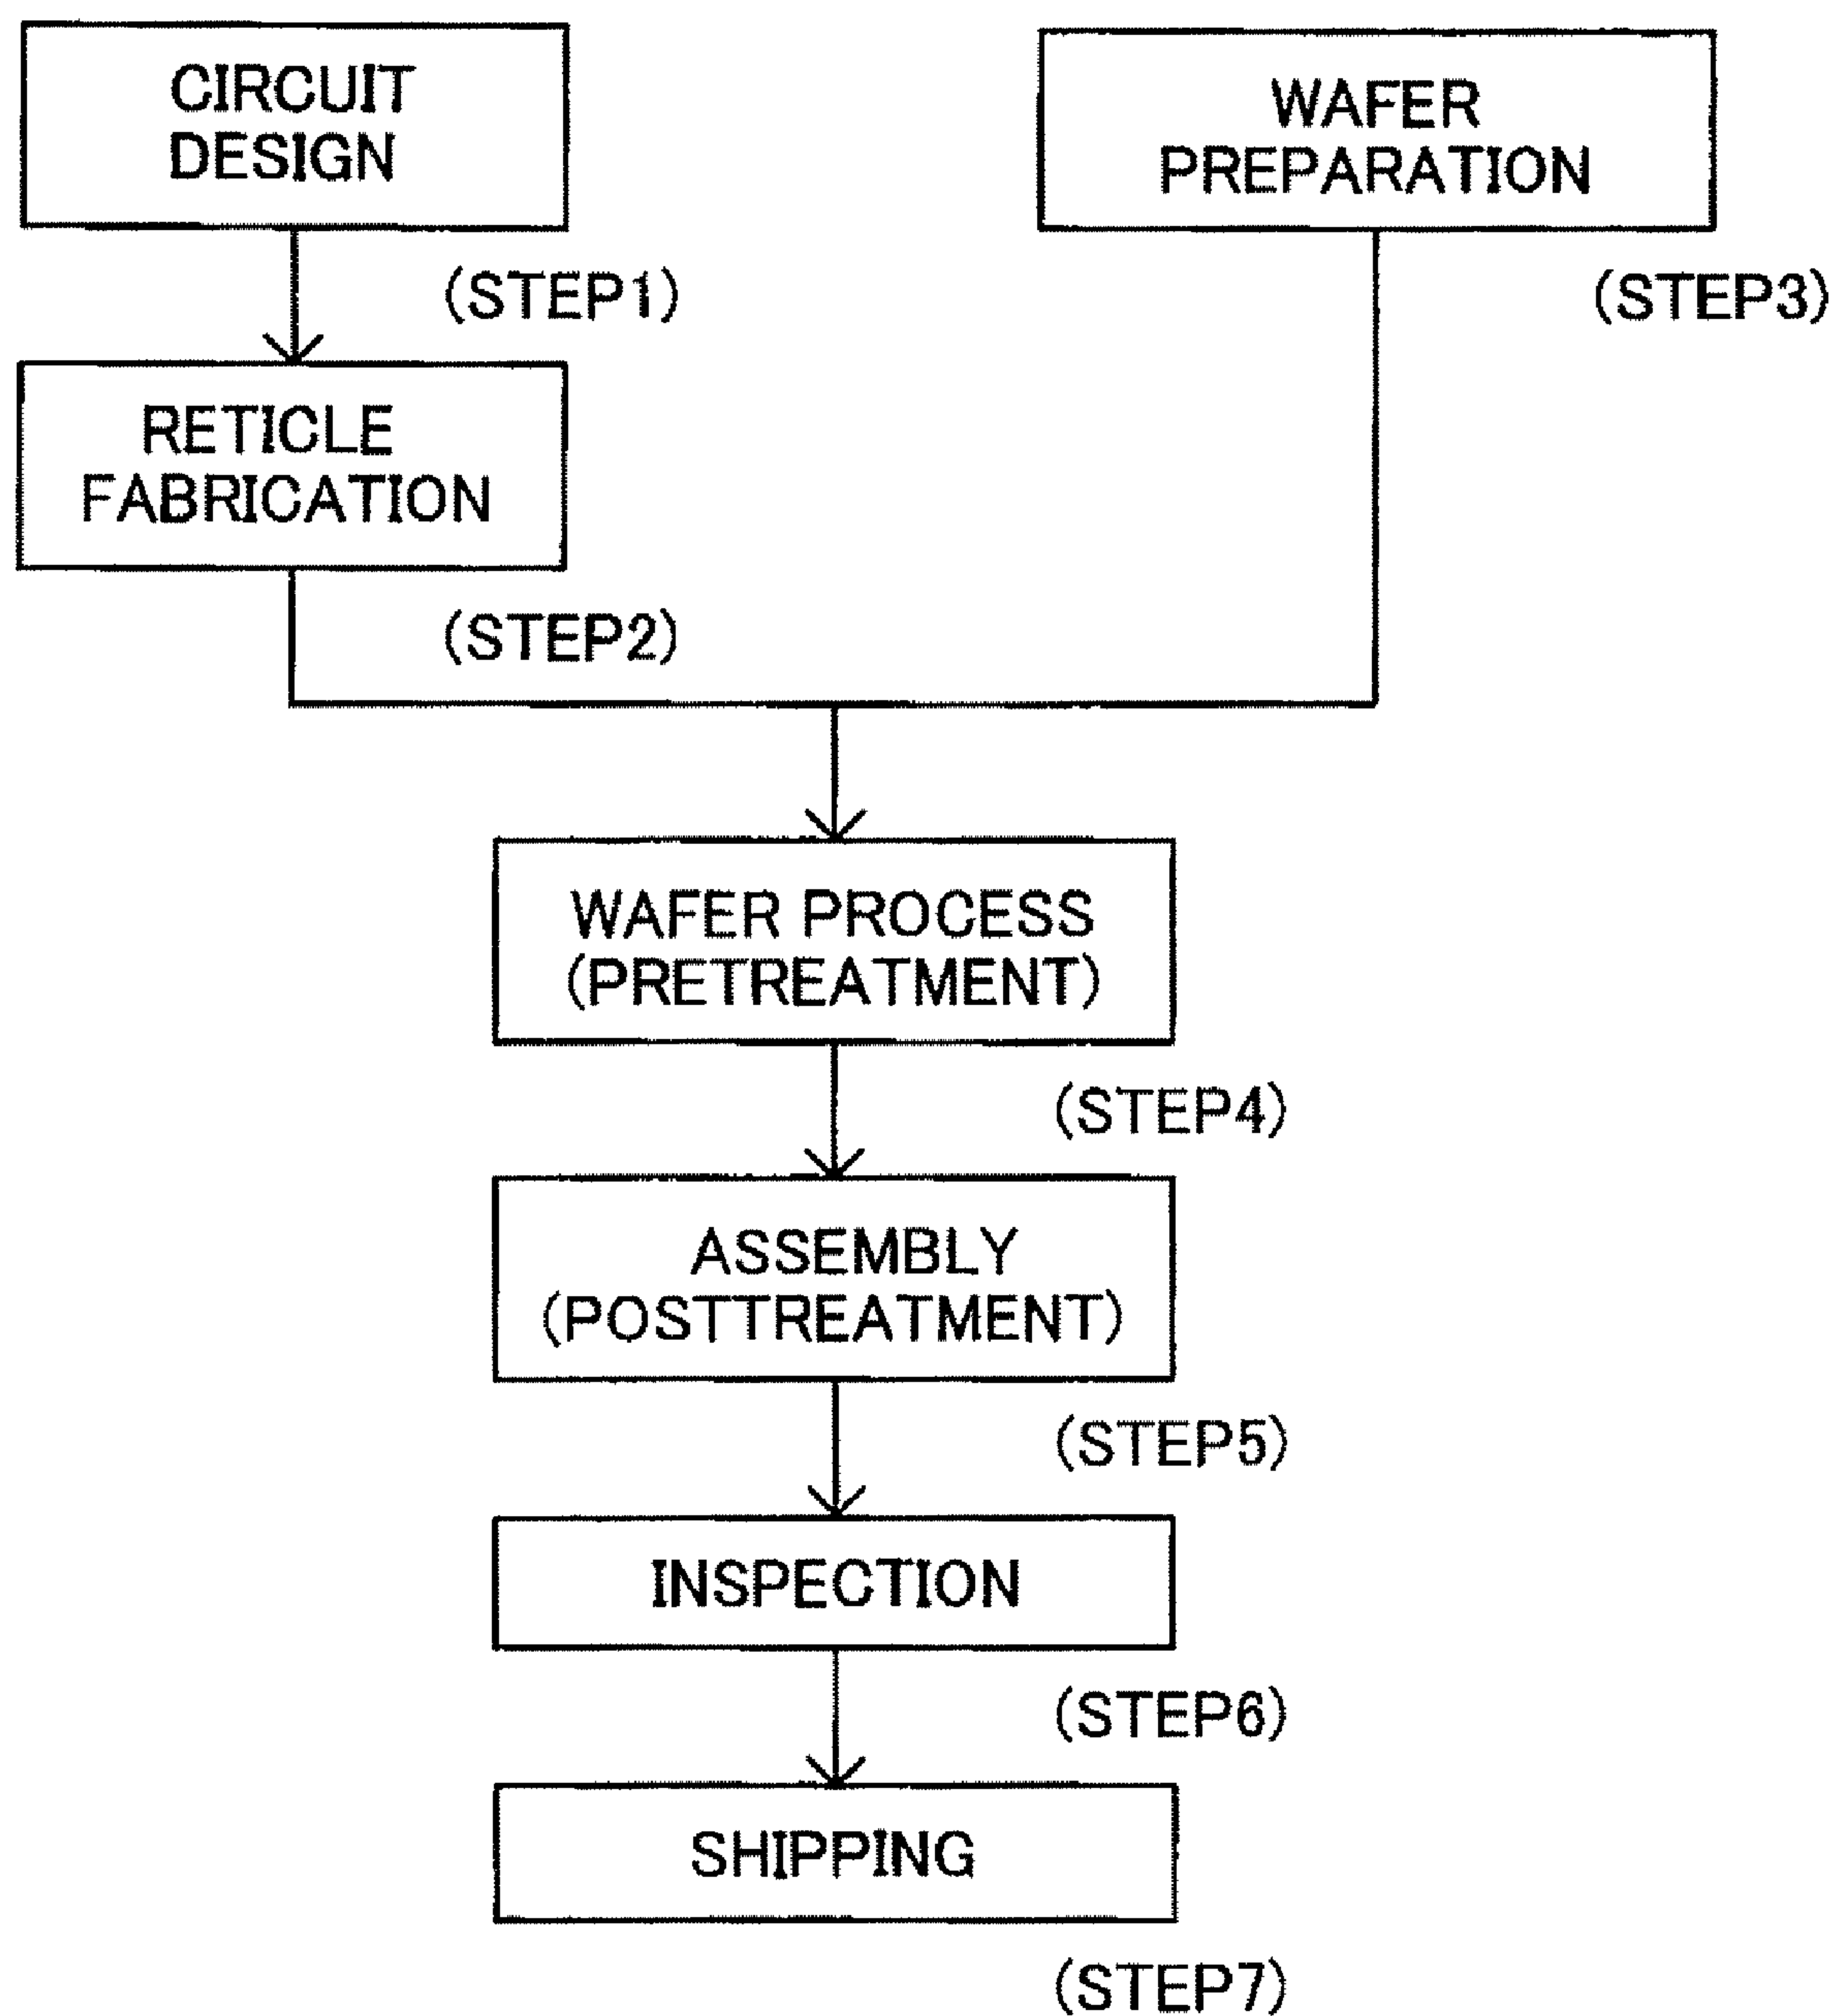 CIRCUIT
DESIGN
(STEP1)
RETICLE
FABRICATION
(STEP2)
WAFER
PREPARATION
(STEP3)
WAFER PROCESS
(PRETREATMENT)
(STEP4)
ASSEMBLY
(POSTTREATMENT)
(STEP5)
INSPECTION
(STEP6)
SHIPPING
(STEP7)